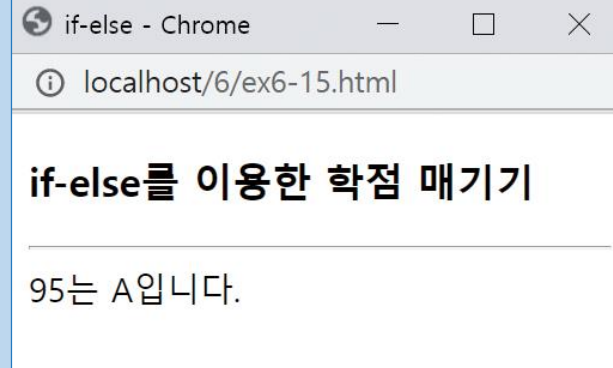 if-else - Chrome
localhost/6/ex6-15.html
if-else를 이용한 학점 매기기
95는 A입니다.